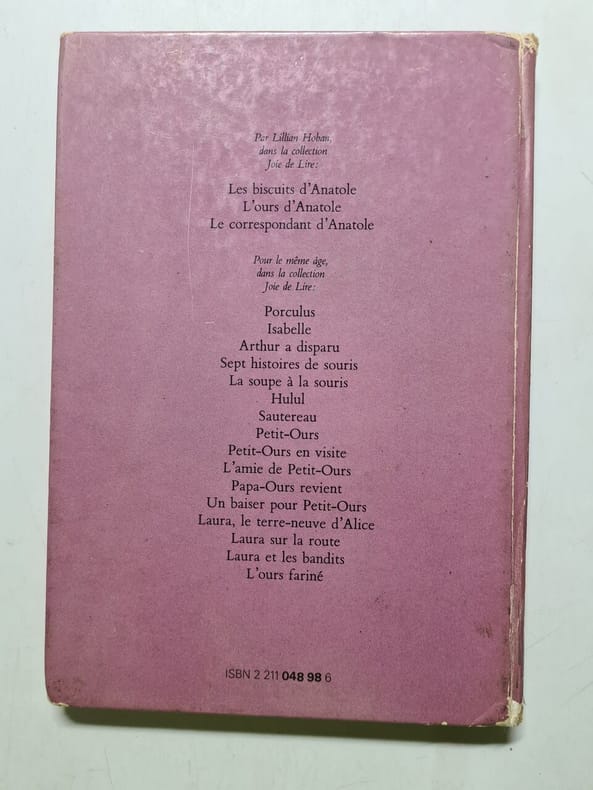 Par Lillian Hoban,
dans la collection
Joie de Lire:
Les biscuits d'Anatole
L'ours d'Anatole
Le correspondant d'Anatole
Pour le même âge,
dans la collection
Joie de Lire:
Porculus
Isabelle
Arthur a disparu
Sept histoires de souris
La soupe à la souris
Hulul
Sautereau
Petit-Ours
Petit-Ours en visite
L'amie de Petit-Ours
Papa-Ours revient
Un baiser pour Petit-Ours
Laura, le terre-neuve d'Alice
Laura sur la route
Laura et les bandits
L'ours fariné
ISBN 2 211 048 98 6